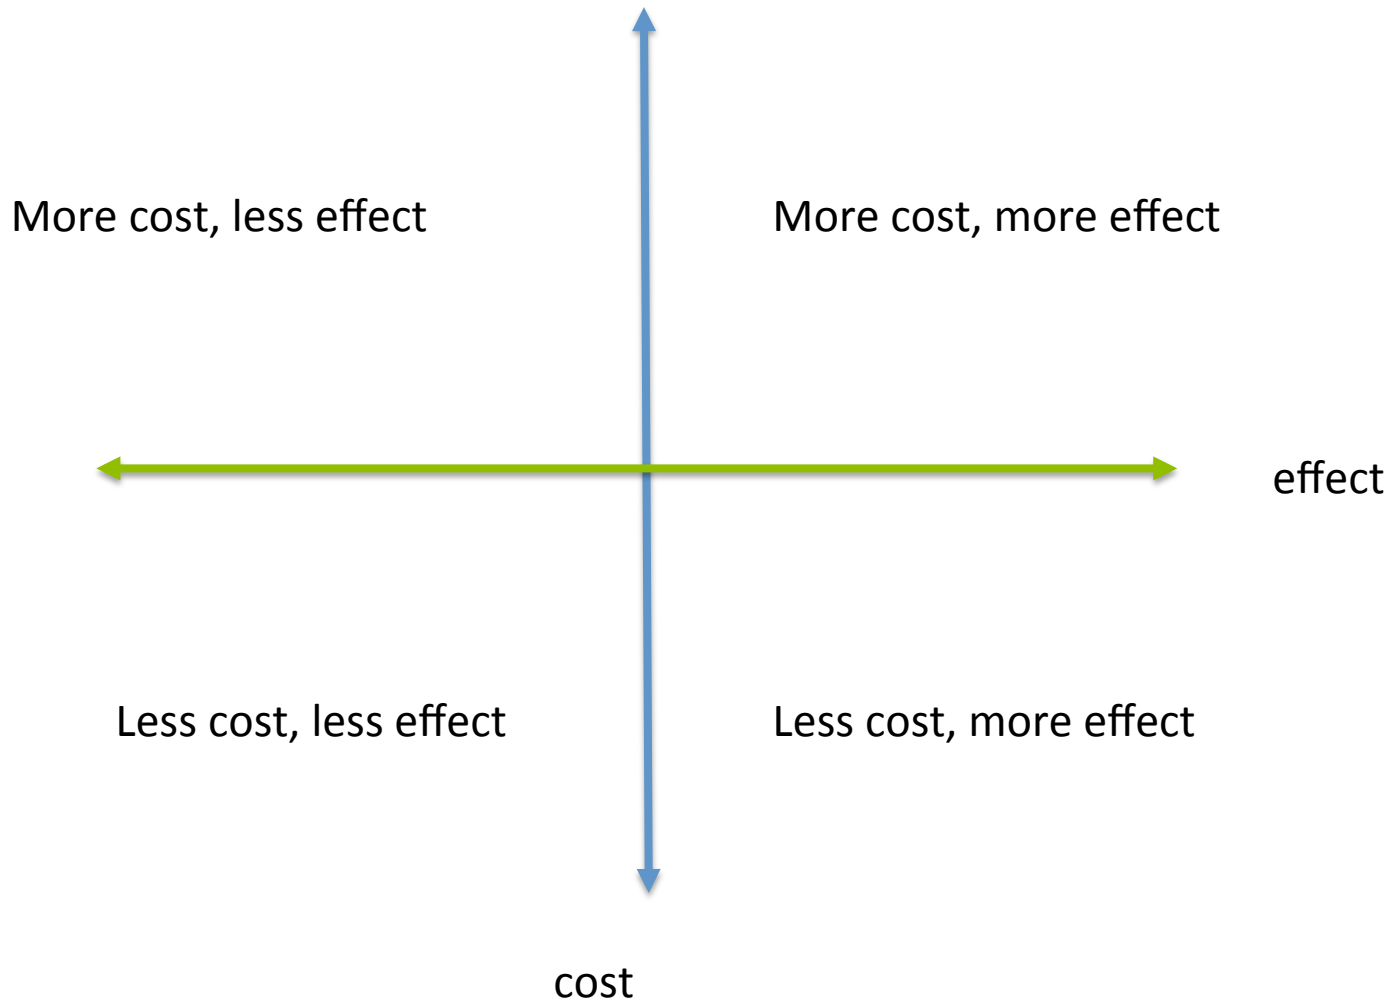 More cost, less effect
More cost, more effect
effect
Less cost, less effect
Less cost, more effect
cost